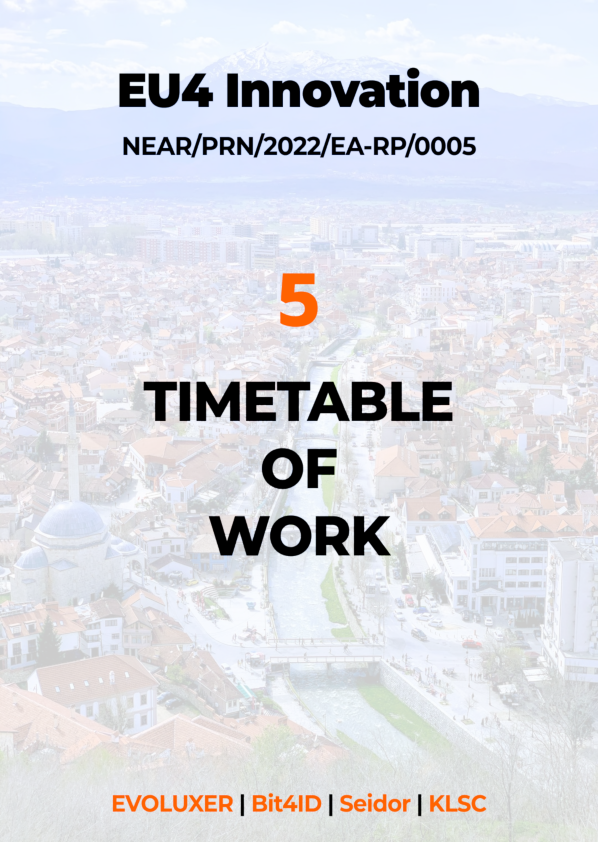 EU4 Innovation
NEAR/PRN/2022/EA-RP/0005
5
TIMETABLE
OF
WORK
EVOLUXER | Bit4ID | Seidor | KLSC